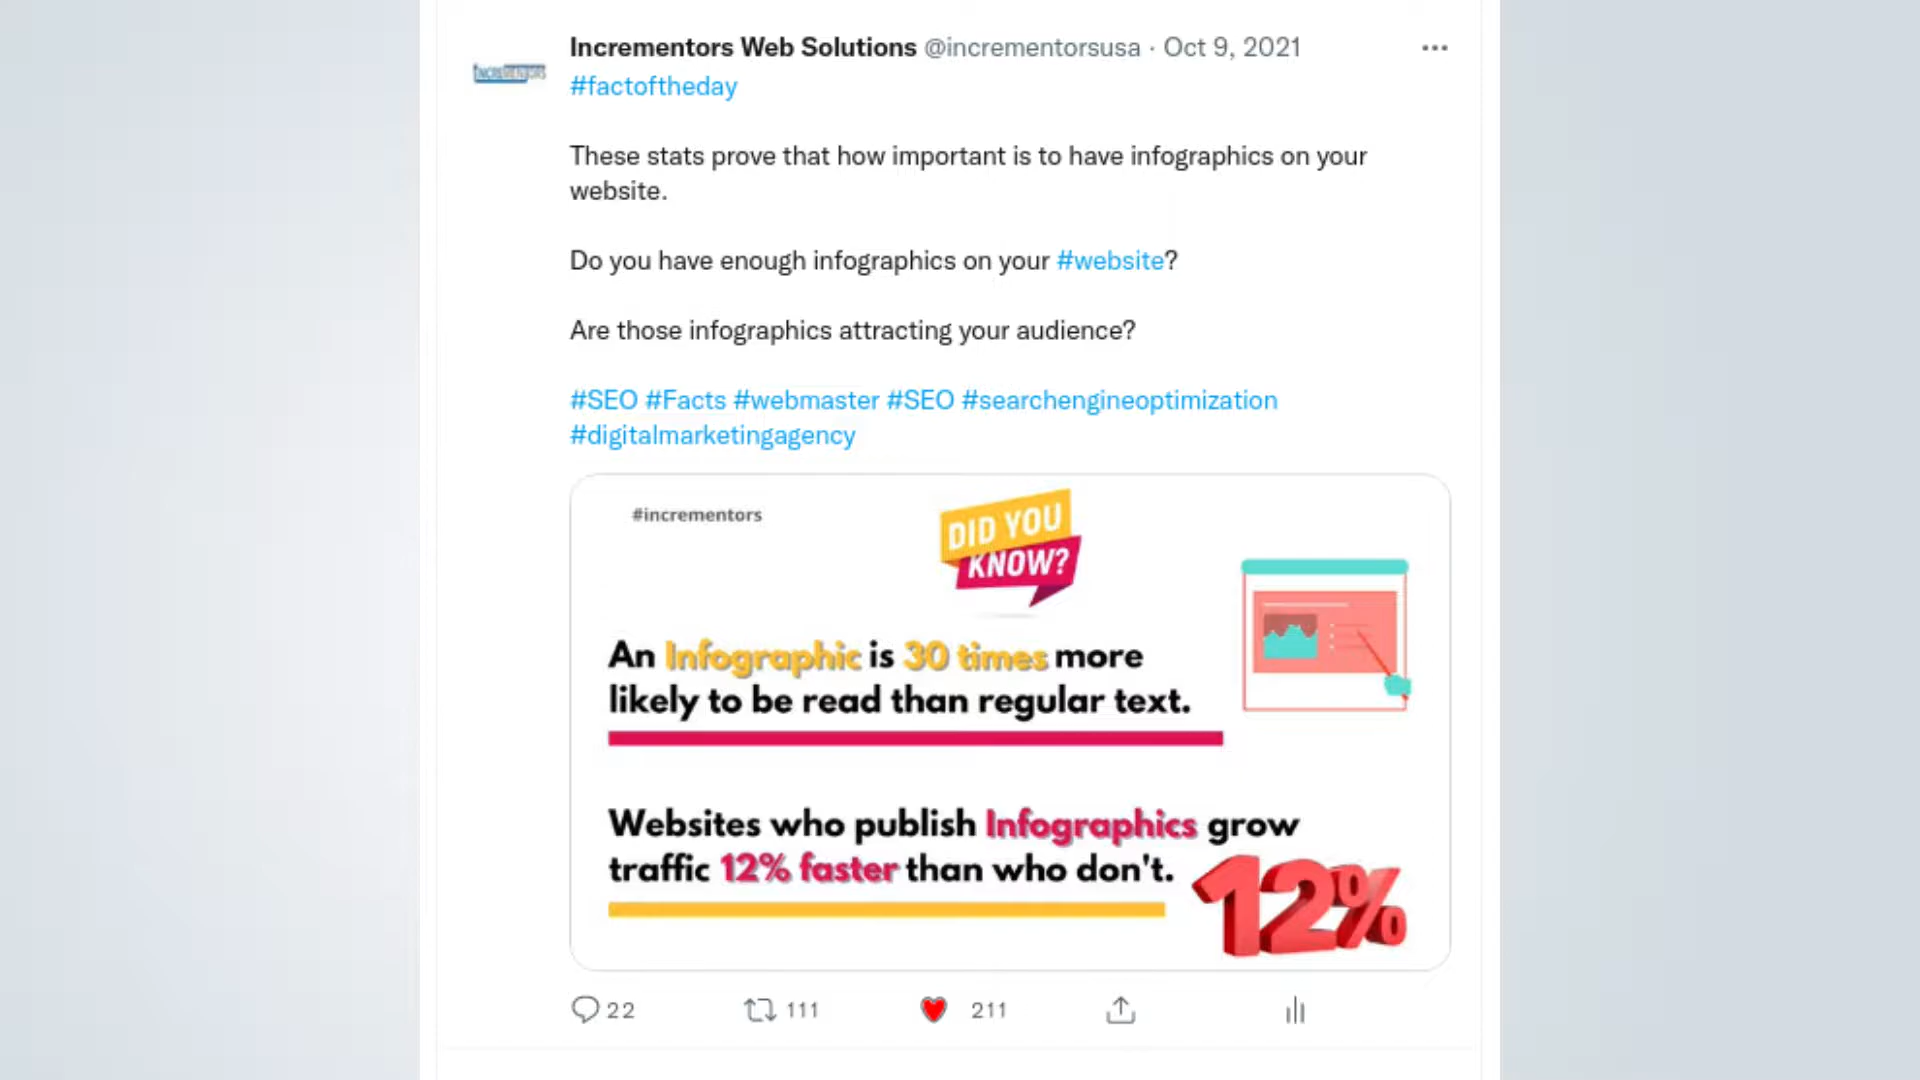 Incrementors Web Solutions @incrementorsusa · Oct 9, 2021
INCREMENTORS
#factoftheday
These stats prove that how important is to have infographics on your
website.
Do you have enough infographics on your #website?
Are those infographics attracting your audience?
#SEO #Facts #webmaster #SEO #searchengineoptimization
#digitalmarketingagency
#incrementors
DID YOU
KNOW?
An Infographic is 30 times more
likely to be read than regular text.
Websites who publish Infographics grow
traffic 12% faster than who don't.
12%
22 111 211